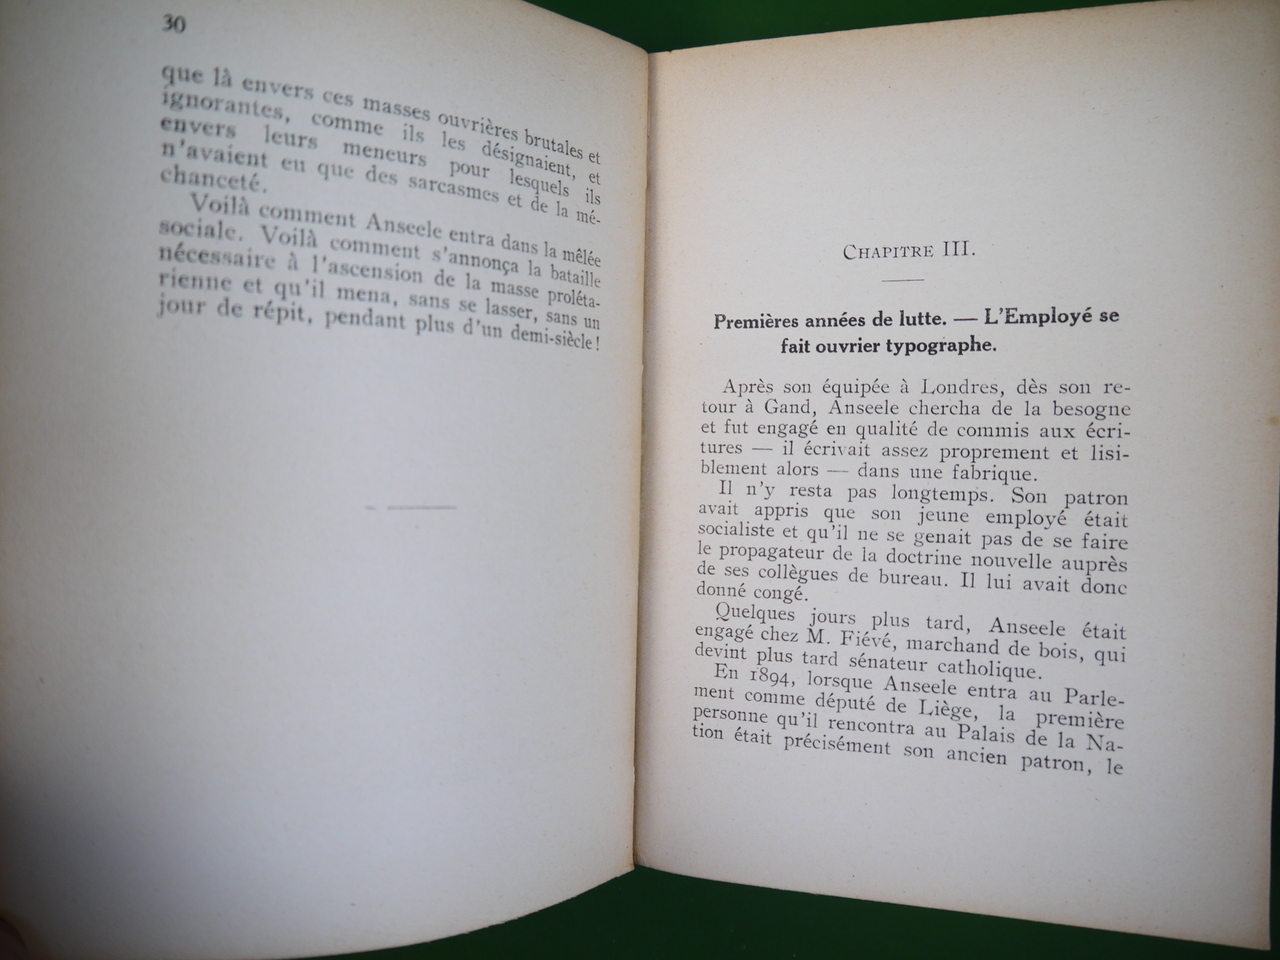 30
que là envers ces masses ouvrières brutales et
ignorantes, comme ils les désignaient, et
envers leurs meneurs pour lesquels ils
n'avaient eu que des sarcasmes et de la mé-
chanceté.
Voilà comment Anseele entra dans la mêlée
sociale. Voilà comment s'annonça la bataille
nécessaire à l'ascension de la masse proléta-
rienne et qu'il mena, sans se lasser, sans un
jour de répit, pendant plus d'un demi-siècle !
CHAPITRE III.
Premières années de lutte. — L'Employé se
fait ouvrier typographe.
Après son équipée à Londres, dès son re-
tour à Gand, Anseele chercha de la besogne
et fut engagé en qualité de commis aux écri-
tures — il écrivait assez proprement et lisi-
blement alors — dans une fabrique.
Il n'y resta pas longtemps. Son patron
avait appris que son jeune employé était
socialiste et qu'il ne se genait pas de se faire
le propagateur de la doctrine nouvelle auprès
de ses collègues de bureau. Il lui avait donc
donné congé.
Quelques jours plus tard, Anseele était
engagé chez M. Fiévé, marchand de bois, qui
devint plus tard sénateur catholique.
En 1894, lorsque Anseele entra au Parle-
ment comme député de Liège, la première
personne qu'il rencontra au Palais de la Na-
tion était précisément son ancien patron, le